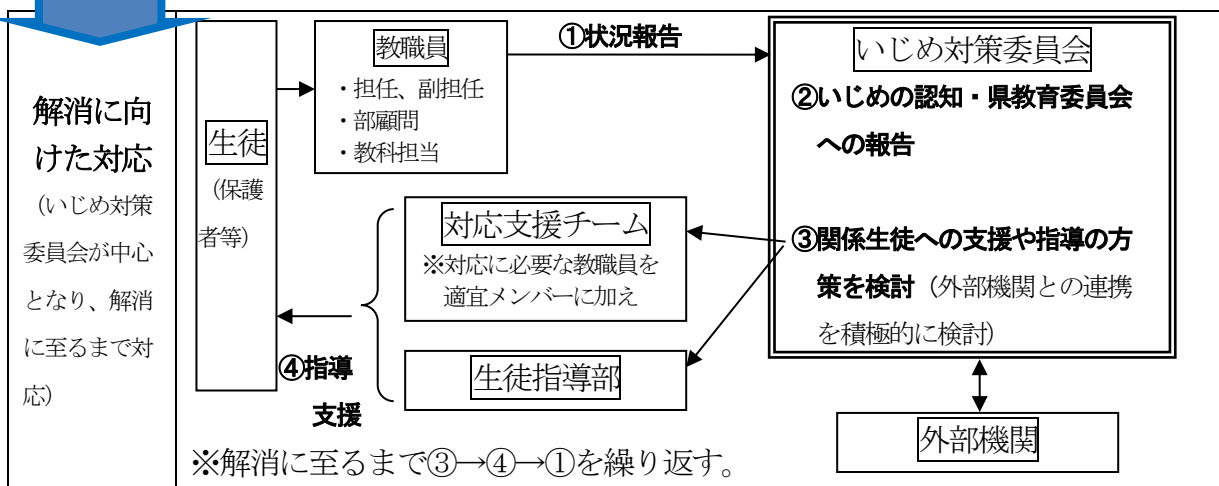 解消に向
けた対応
（いじめ対策
委員会が中心
となり、解消
に至るまで対
応）
生徒
（保護
者等）
教職員
・担任、副担任
・部顧問
・教科担当
①状況報告
いじめ対策委員会
②いじめの認知・県教育委員会
への報告
③関係生徒への支援や指導の方
策を検討（外部機関との連携
を積極的に検討）
対応支援チーム
※対応に必要な教職員を
適宜メンバーに加え
生徒指導部
④指導
支援
外部機関
※解消に至るまで③→④→①を繰り返す。